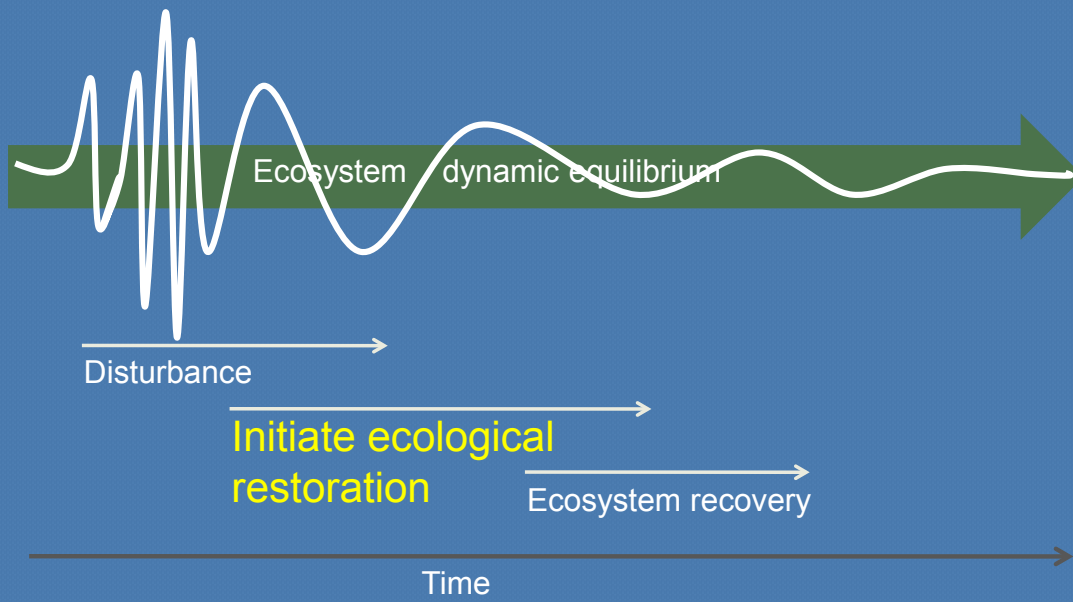 Ecosystem dynamic equilibrium
Disturbance
Initiate ecological
restoration
Ecosystem recovery
Time